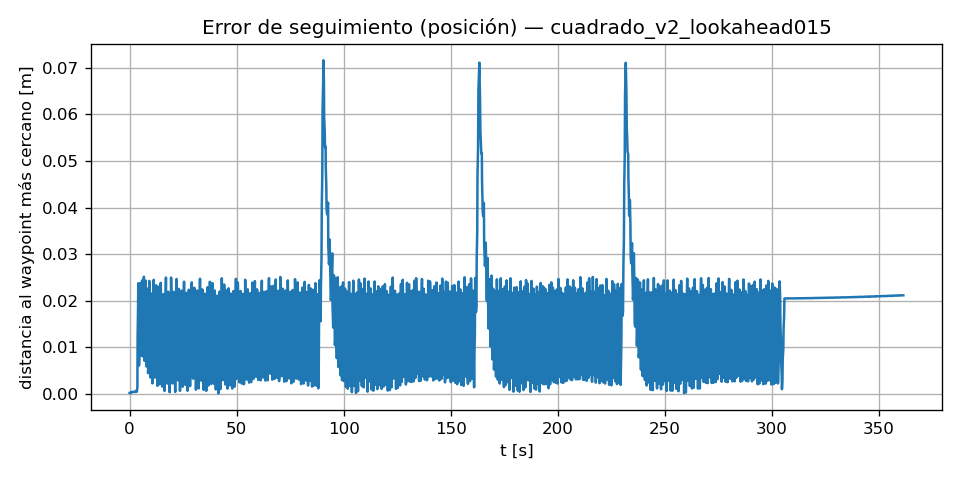 Error de seguimiento (posición) — cuadrado_v2_lookahead015
distancia al waypoint más cercano [m]
0.07
0.06
0.05
0.04
0.03
0.02
0.01
0.00
0 50 100 150 200 250 300 350
t [s]